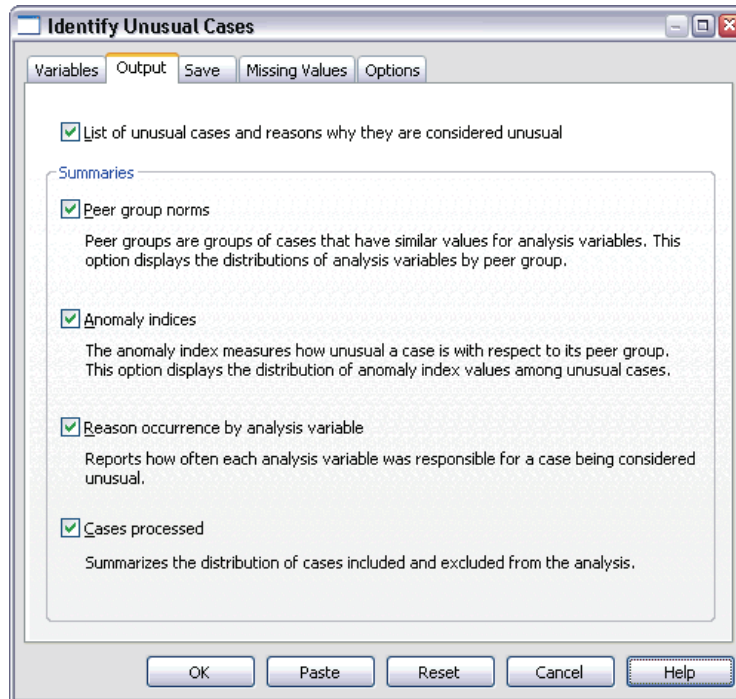 Identify Unusual Cases
Variables Output Save Missing Values Options
List of unusual cases and reasons why they are considered unusual
Summaries
Peer group norms
Peer groups are groups of cases that have similar values for analysis variables. This
option displays the distributions of analysis variables by peer group.
Anomaly indices
The anomaly index measures how unusual a case is with respect to its peer group.
This option displays the distribution of anomaly index values among unusual cases.
Reason occurrence by analysis variable
Reports how often each analysis variable was responsible for a case being considered
unusual.
Cases processed
Summarizes the distribution of cases included and excluded from the analysis.
OK Paste Reset Cancel Help